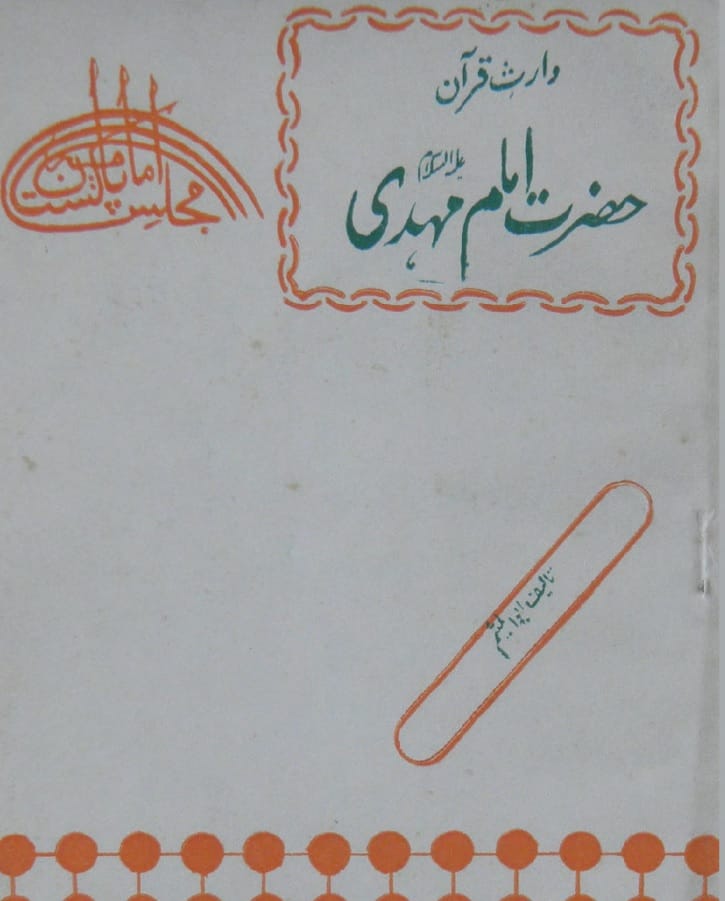 وارث قرآن
حضرت امام مہدی علیہ السلام
مجلس امامیہ پاکستان
تالیف